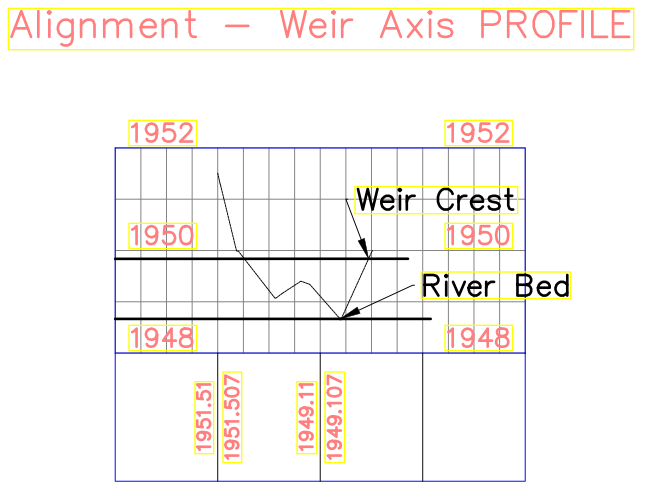 Alignment - Weir Axis PROFILE
1952 1952
Weir Crest
1950 1950
River Bed
1948 1948
1951.51
1951.507
1949.11
1949.107